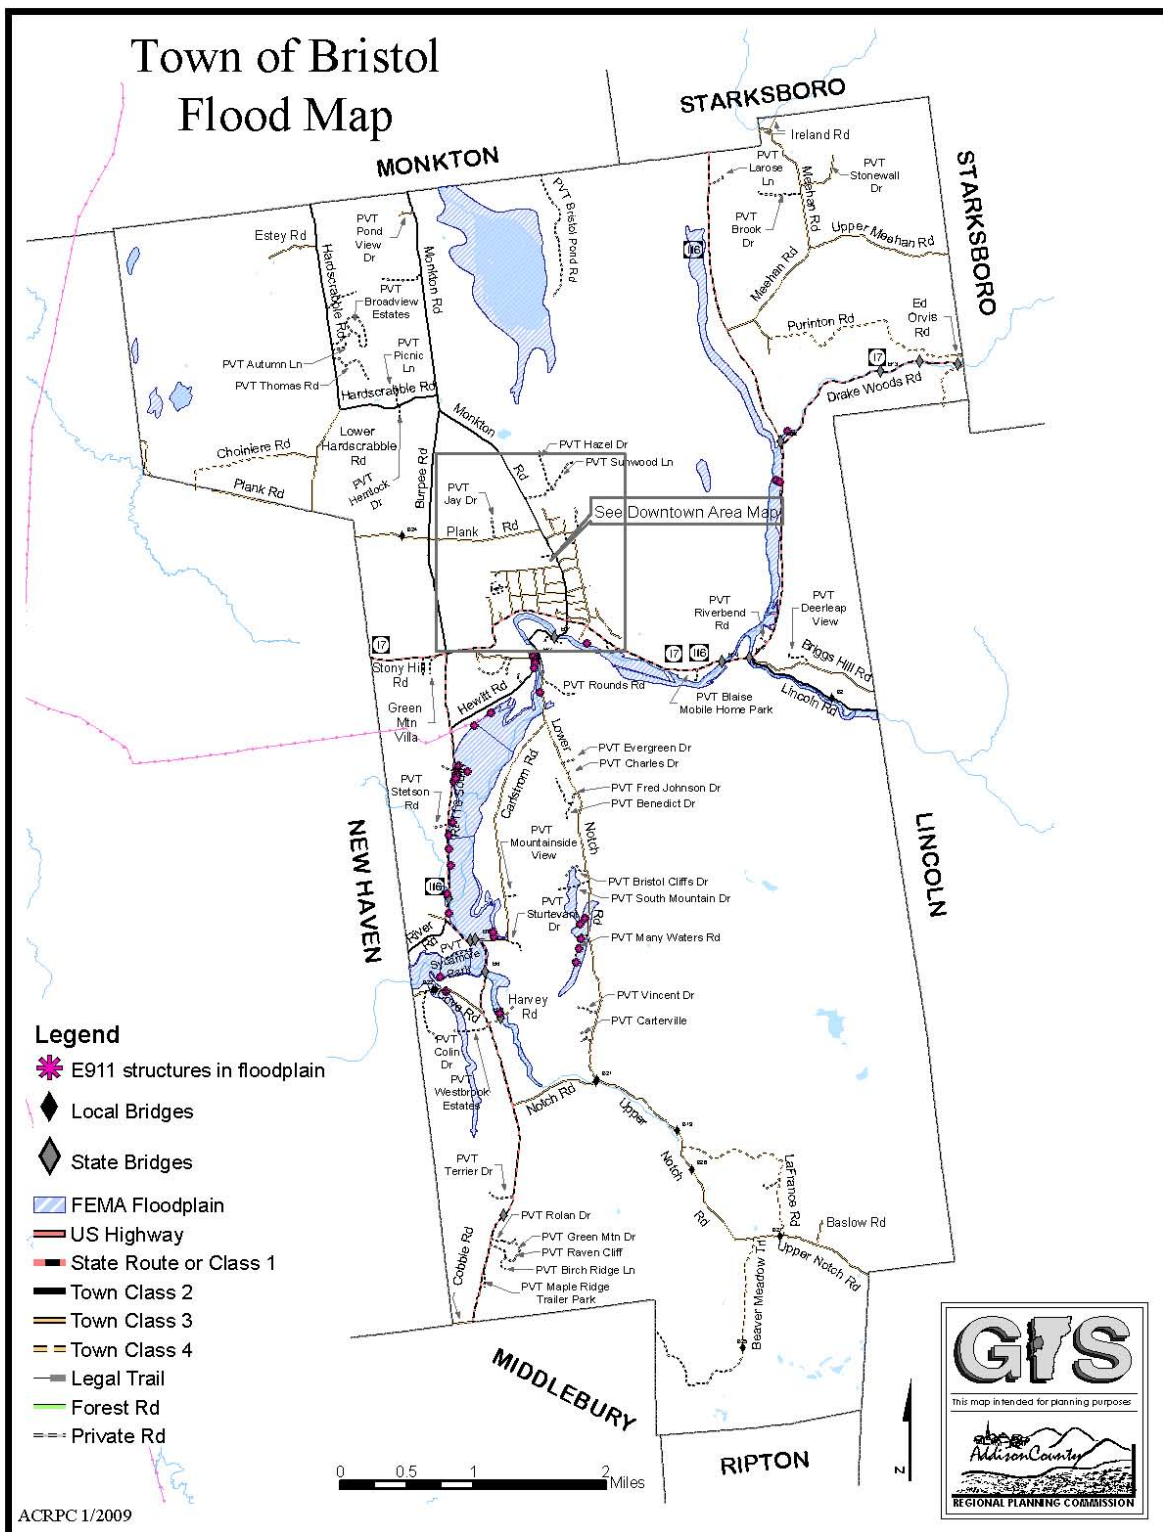 Town of Bristol
Flood Map
STARKSBORO
MONKTON
STARKSBORO
Ireland Rd
PVT
Larose
Ln
PVT
Stonewall
Dr
Meehan Rd
PVT
Brook
Dr
Upper Meehan Rd
Meehan Rd
116
PVT Bristol Pond Rd
PVT
Pond
View
Dr
Estey Rd
Hardscrabble Rd
Monkton Rd
PVT
Broadview
Estates
PVT
Picnic
Ln
PVT Autumn Ln
PVT Thomas Rd
Hardscrabble Rd
Purinton Rd
Ed
Orvis
Rd
17
Drake Woods Rd
Monkton
Rd
Choiniere Rd
Lower
Hardscrabble
Rd
Plank Rd
PVT
Hemlock
Dr
Burpee Rd
PVT Hazel Dr
PVT Sunwood Ln
PVT
Jay Dr
Plank
Rd
See Downtown Area Map
PVT
Riverbend
Rd
PVT
Deerleap
View
Briggs Hill Rd
Lincoln Rd
17
17
116
Stony Hill
Rd
Green
Mtn
Villa
Hewitt Rd
PVT Rounds Rd
PVT Blaise
Mobile Home Park
Lower
Carlstrom Rd
PVT Evergreen Dr
PVT Charles Dr
PVT Fred Johnson Dr
PVT Benedict Dr
PVT
Stetson
Rd
Rt 116 South
Notch
PVT
Mountainside
View
NEW HAVEN
LINCOLN
116
PVT Bristol Cliffs Dr
PVT South Mountain Dr
PVT
Sturtevant
Dr
Rd
PVT Many Waters Rd
River
Rd
PVT
Sycamore
Park
PVT Vincent Dr
Harvey
Rd
PVT Carterville
PVT
Colin
Dr
PVT
Westbrook
Estates
Notch Rd
Upper
Notch
Rd
PVT
Terrier Dr
LaFrance Rd
Baslow Rd
Upper Notch Rd
Beaver Meadow Trl
Cobble Rd
PVT Rolan Dr
PVT Green Mtn Dr
PVT Raven Cliff
PVT Birch Ridge Ln
PVT Maple Ridge
Trailer Park
MIDDLEBURY
RIPTON
Legend
E911 structures in floodplain
Local Bridges
State Bridges
FEMA Floodplain
US Highway
State Route or Class 1
Town Class 2
Town Class 3
Town Class 4
Legal Trail
Forest Rd
Private Rd
0 0.5 1 2
Miles
N
GIS
This map intended for planning purposes
Addison County
REGIONAL PLANNING COMMISSION
ACRPC 1/2009